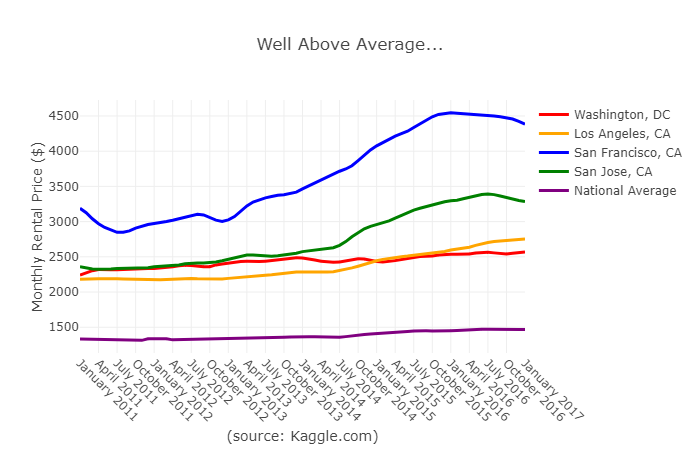 Well Above Average...
Monthly Rental Price ($)
4500
4000
3500
3000
2500
2000
1500
Washington, DC
Los Angeles, CA
San Francisco, CA
San Jose, CA
National Average
January 2011
April 2011
July 2011
October 2011
January 2012
April 2012
July 2012
October 2012
January 2013
April 2013
July 2013
October 2013
January 2014
April 2014
July 2014
October 2014
January 2015
April 2015
July 2015
October 2015
January 2016
April 2016
July 2016
October 2016
January 2017
(source: Kaggle.com)